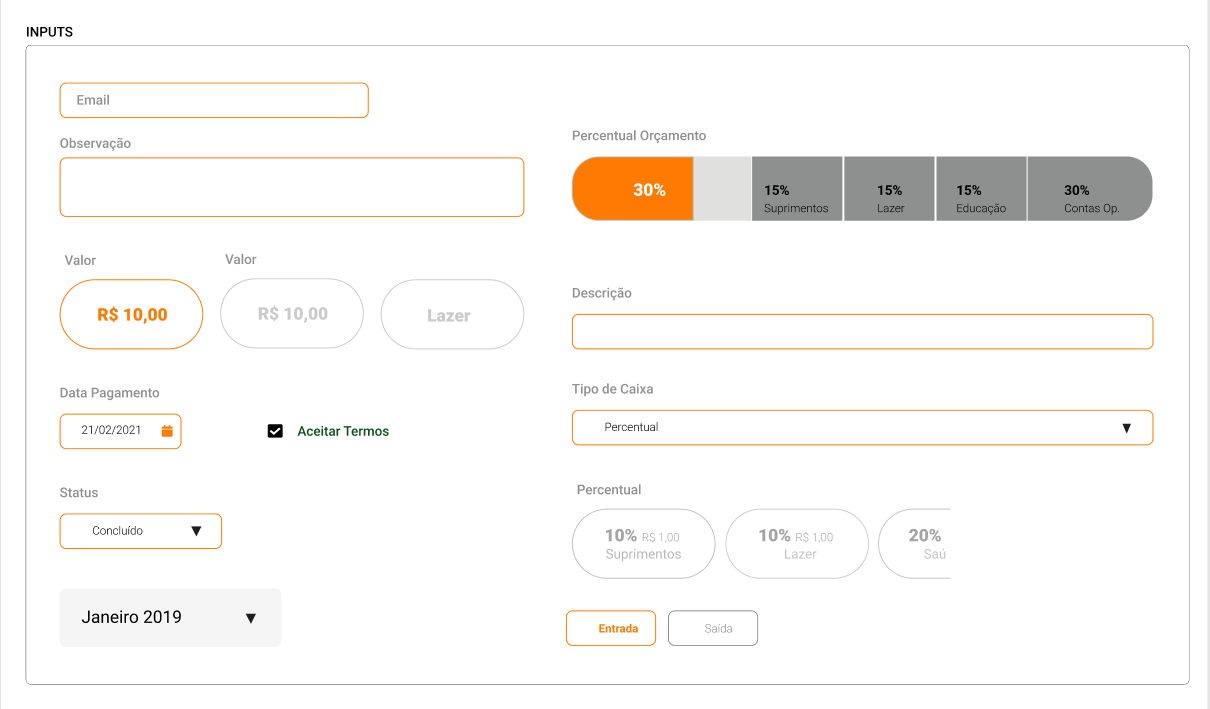 INPUTS
Email
Observação
Valor
Valor
R$ 10,00
R$ 10,00
Lazer
Data Pagamento
21/02/2021
Aceitar Termos
Status
Concluído
Janeiro 2019
Percentual Orçamento
30%
15%
Suprimentos
15%
Lazer
15%
Educação
30%
Contas Op.
Descrição
Tipo de Caixa
Percentual
Percentual
10% R$ 1,00
Suprimentos
10% R$ 1,00
Lazer
20%
Saú
Entrada
Saída